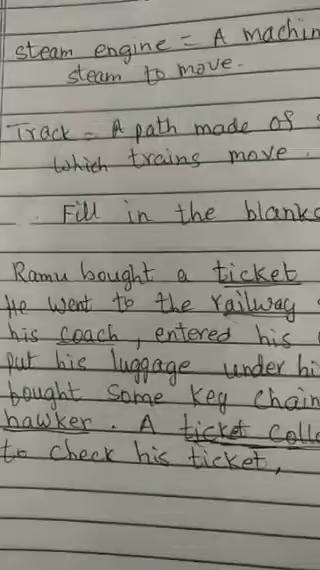 steam engine = A machin
steam to move.
Track = A path made of
which trains move.
Fill in the blanks
Ramu bought a ticket
He went to the railway
his coach, entered his
put his luggage under hi
bought some key chain
hawker. A ticket colle
to check his ticket,